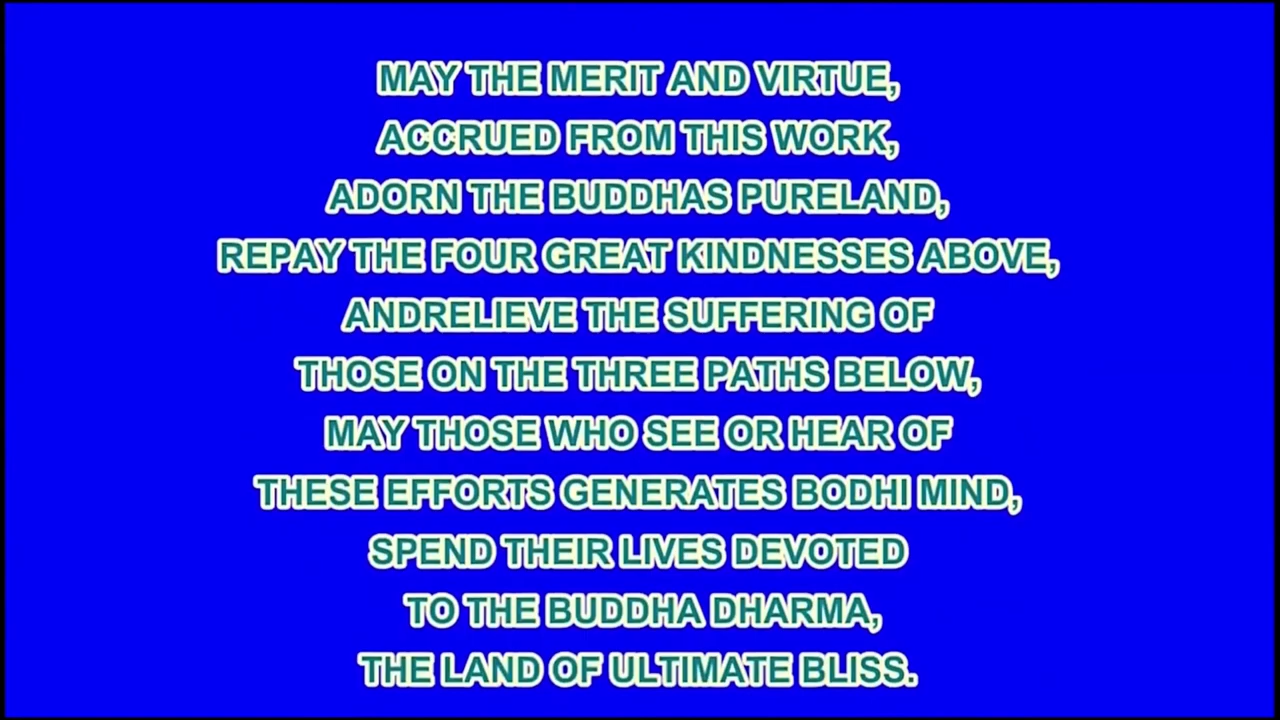 MAY THE MERIT AND VIRTUE,
ACCRUED FROM THIS WORK,
ADORN THE BUDDHAS PURELAND,
REPAY THE FOUR GREAT KINDNESSES ABOVE,
ANDRELIEVE THE SUFFERING OF
THOSE ON THE THREE PATHS BELOW,
MAY THOSE WHO SEE OR HEAR OF
THESE EFFORTS GENERATES BODHI MIND,
SPEND THEIR LIVES DEVOTED
TO THE BUDDHA DHARMA,
THE LAND OF ULTIMATE BLISS.